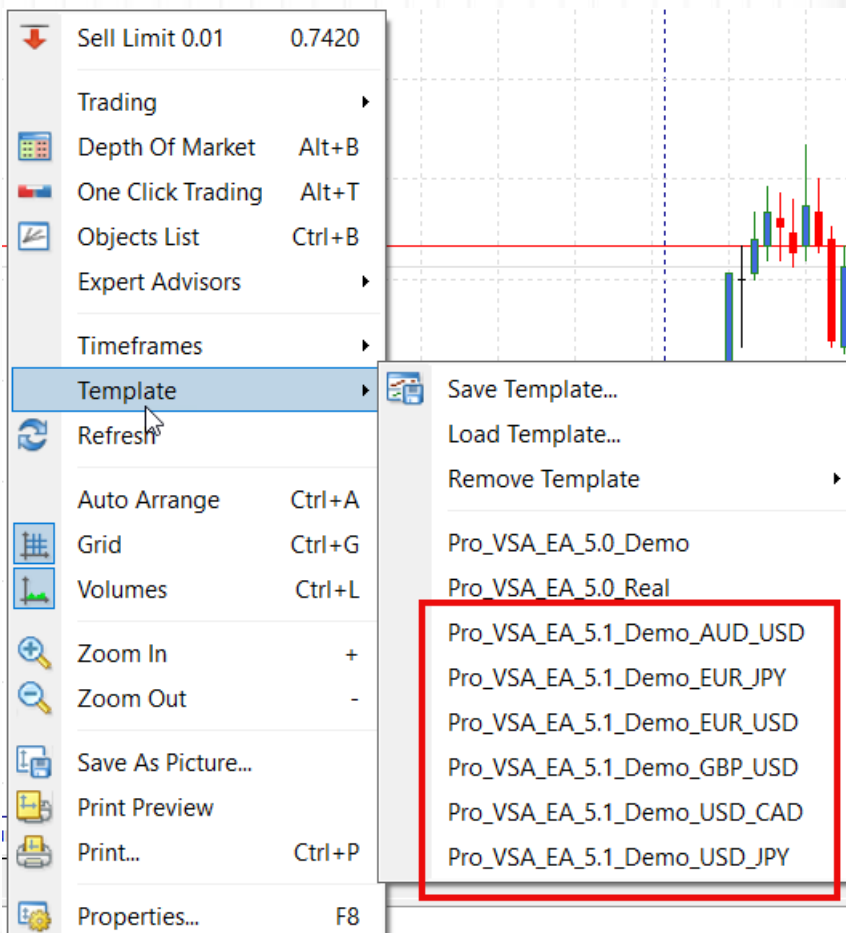 Sell Limit 0.01 0.7420
Trading
Depth Of Market Alt+B
One Click Trading Alt+T
Objects List Ctrl+B
Expert Advisors
Timeframes
Template
Refresh
Auto Arrange Ctrl+A
Grid Ctrl+G
Volumes Ctrl+L
Zoom In +
Zoom Out -
Save As Picture...
Print Preview
Print... Ctrl+P
Properties... F8
Save Template...
Load Template...
Remove Template
Pro_VSA_EA_5.0_Demo
Pro_VSA_EA_5.0_Real
Pro_VSA_EA_5.1_Demo_AUD_USD
Pro_VSA_EA_5.1_Demo_EUR_JPY
Pro_VSA_EA_5.1_Demo_EUR_USD
Pro_VSA_EA_5.1_Demo_GBP_USD
Pro_VSA_EA_5.1_Demo_USD_CAD
Pro_VSA_EA_5.1_Demo_USD_JPY